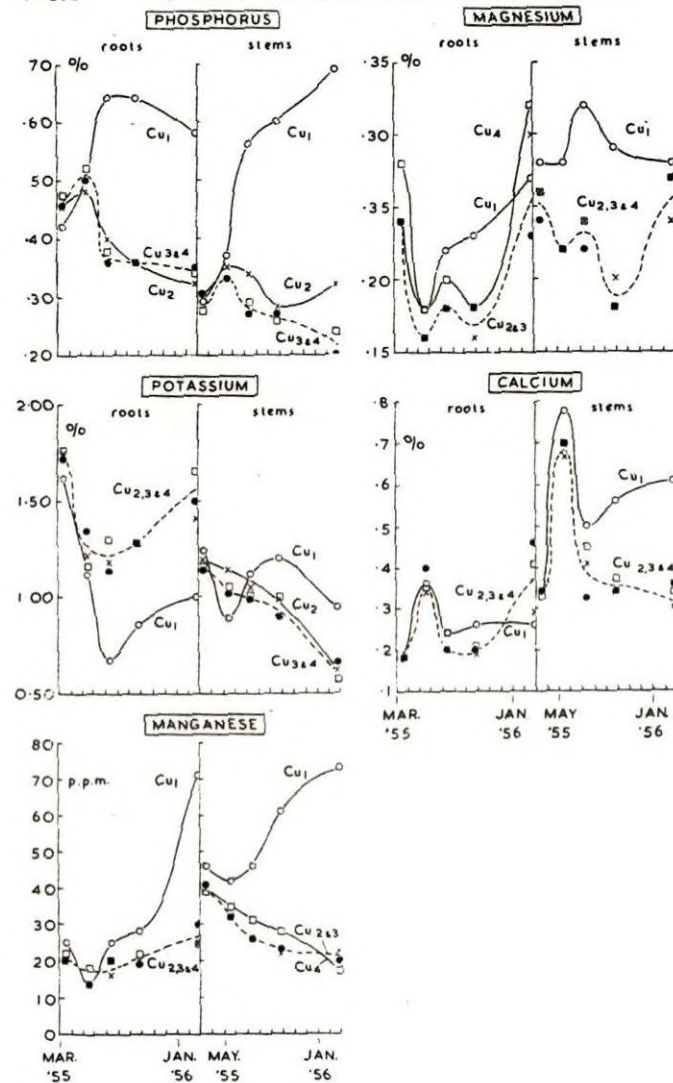 PHOSPHORUS
roots stems
%
.70
.60
.50
.40
.30
.20
Cu1
Cu3&4
Cu2
Cu1
Cu2
Cu3&4
MAGNESIUM
roots stems
%
.35
.30
.25
.20
.15
Cu4
Cu1
Cu2&3
Cu1
Cu2,3&4
POTASSIUM
roots stems
%
2.00
1.50
1.00
0.50
Cu2,3&4
Cu1
Cu1
Cu2
Cu3&4
CALCIUM
roots stems
%
.8
.7
.6
.5
.4
.3
.2
.1
Cu2,3&4
Cu1
Cu1
Cu2,3&4
MAR. JAN. MAY JAN.
'55 '56 '55 '56
MANGANESE
p.p.m.
80
70
60
50
40
30
20
10
0
Cu1
Cu2,3&4
Cu1
Cu2&3
Cu4
MAR. JAN. MAY. JAN.
'55 '56 '55 '56